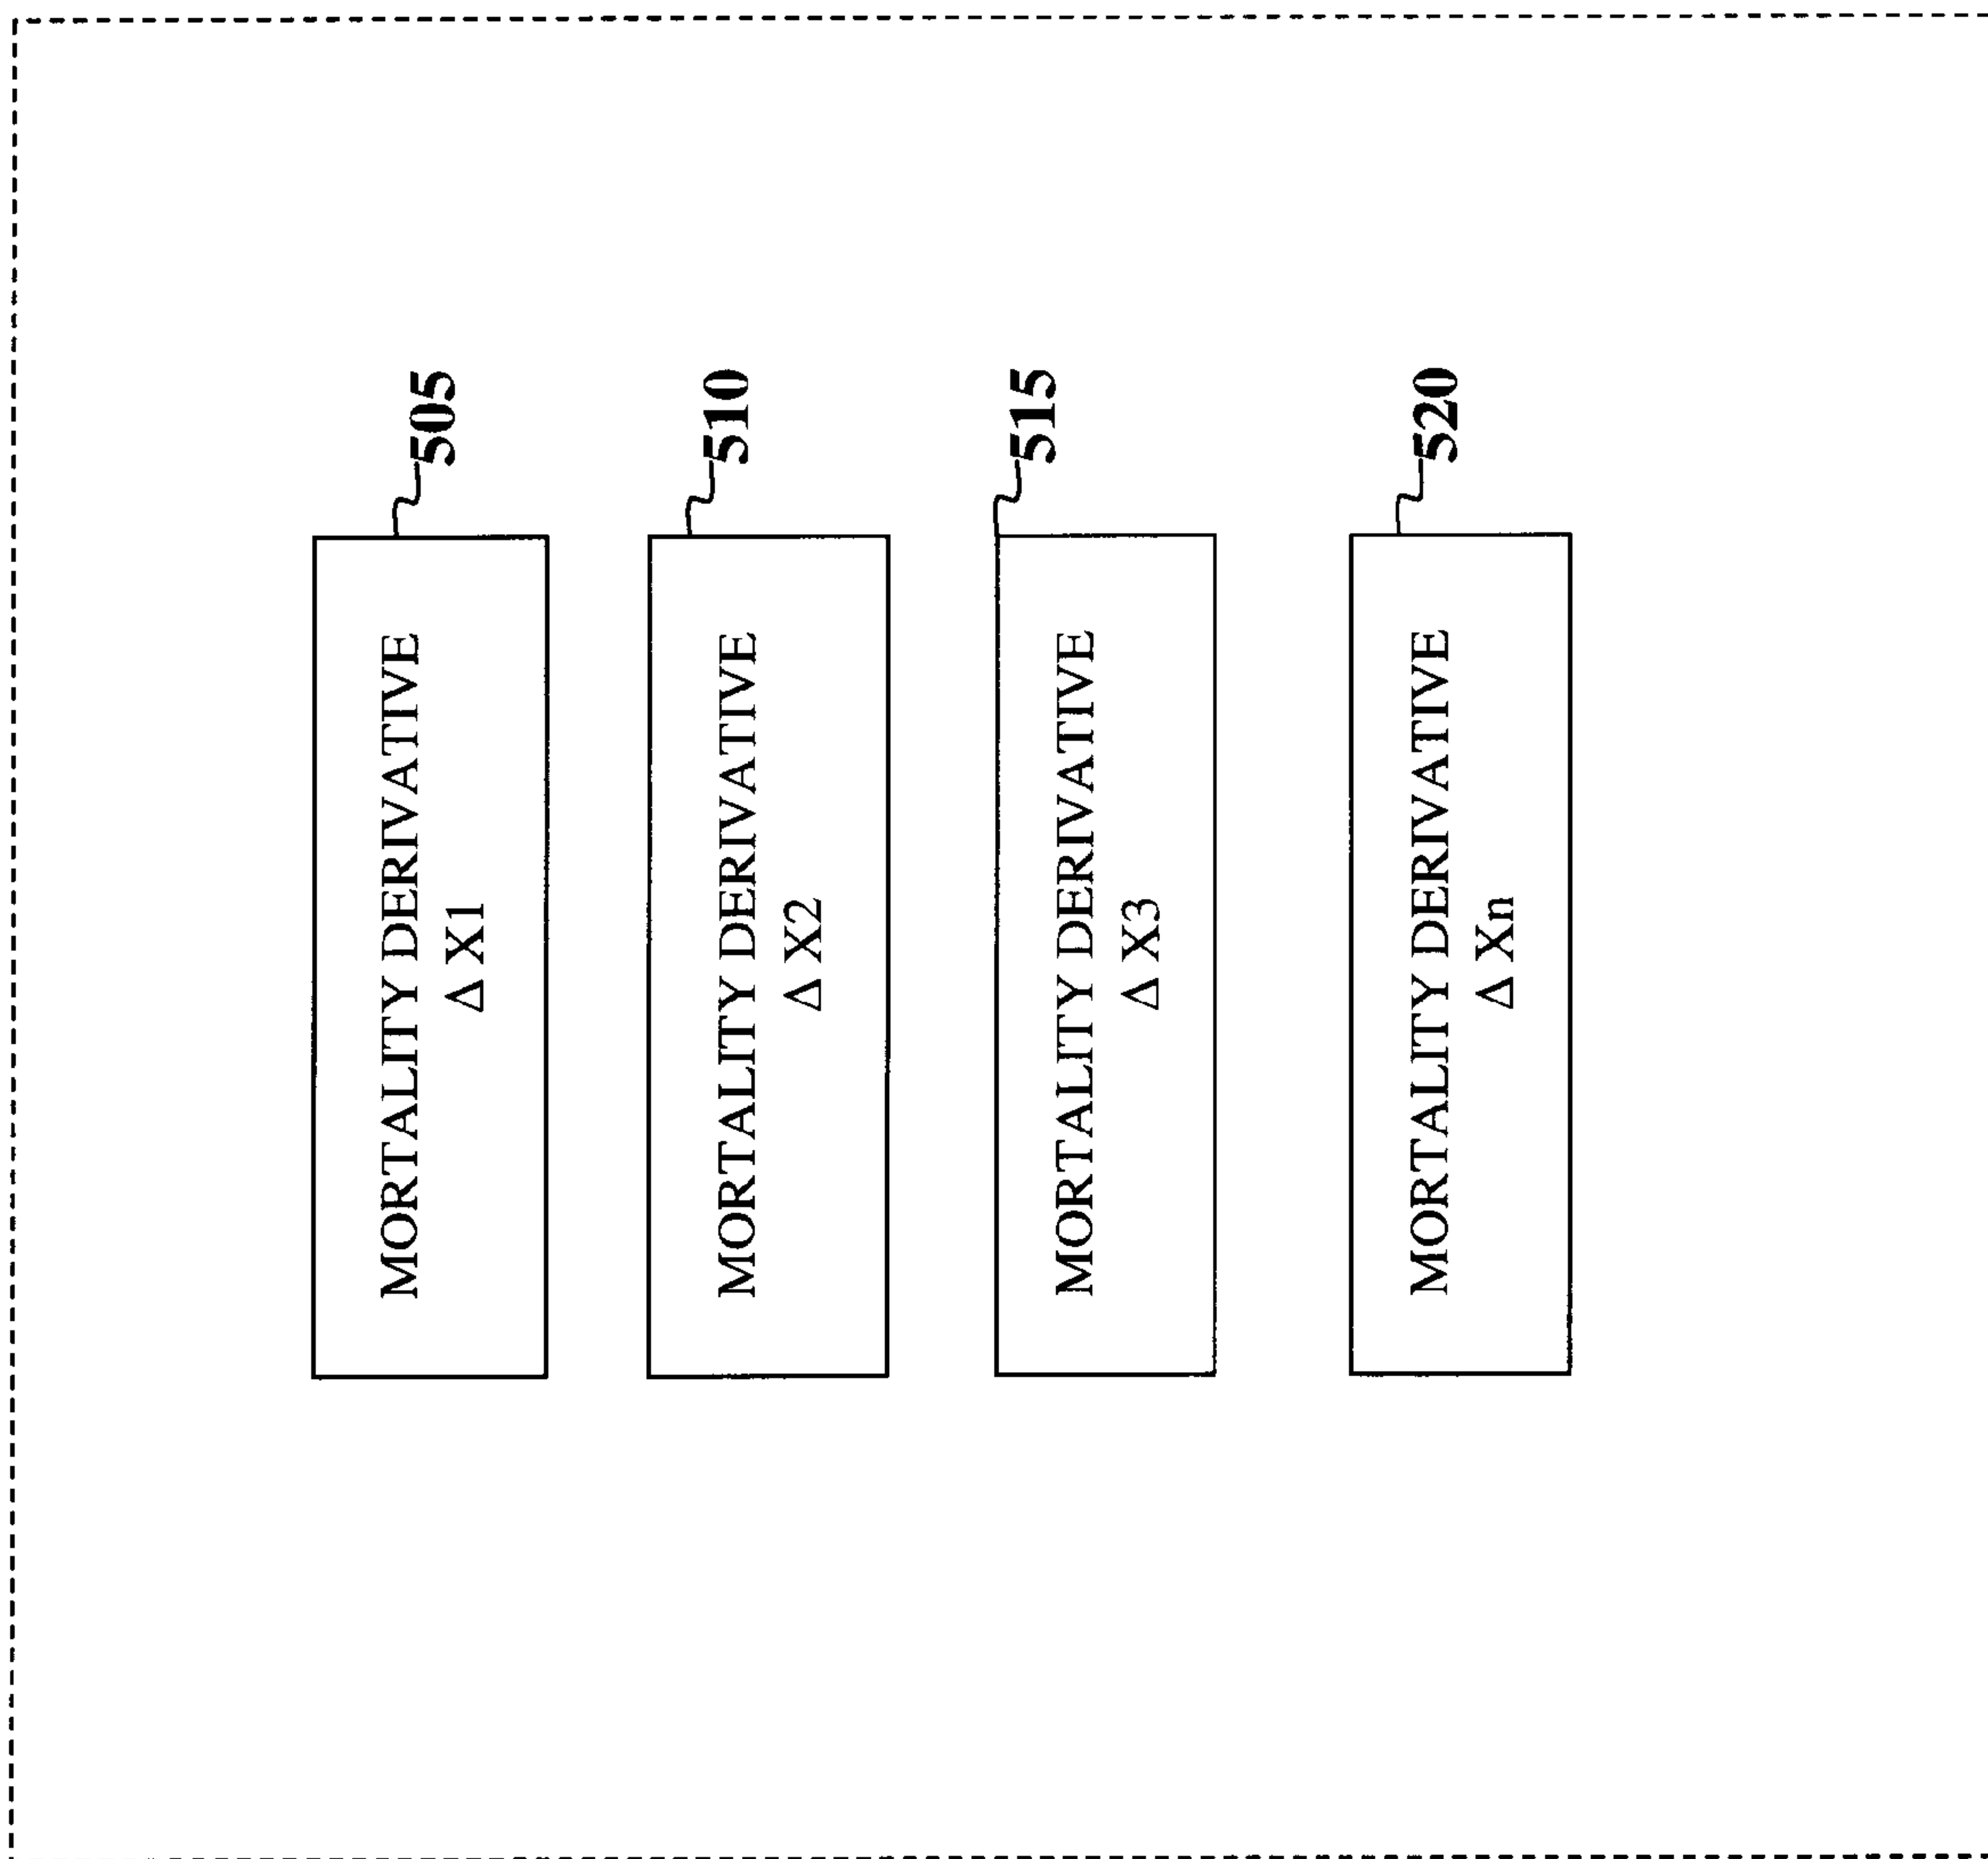 MORTALITY DERIVATIVE
Δ X1
505
MORTALITY DERIVATIVE
Δ X2
510
MORTALITY DERIVATIVE
Δ X3
515
MORTALITY DERIVATIVE
Δ Xn
520